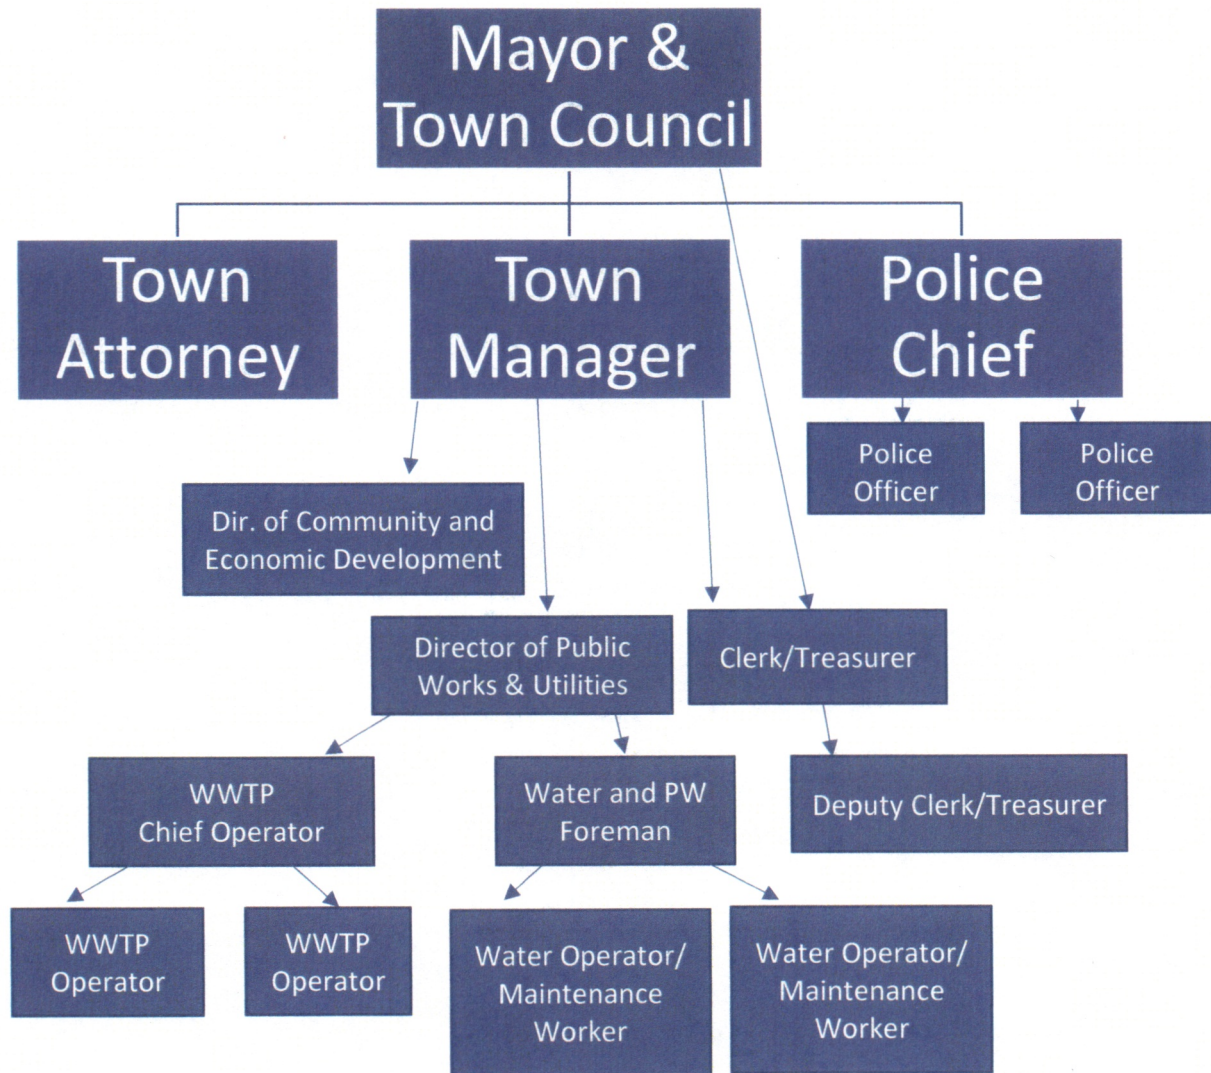 Mayor &
Town Council
Town
Attorney
Town
Manager
Police
Chief
Police
Officer
Police
Officer
Dir. of Community and
Economic Development
Director of Public
Works & Utilities
Clerk/Treasurer
WWTP
Chief Operator
Water and PW
Foreman
Deputy Clerk/Treasurer
WWTP
Operator
WWTP
Operator
Water Operator/
Maintenance
Worker
Water Operator/
Maintenance
Worker